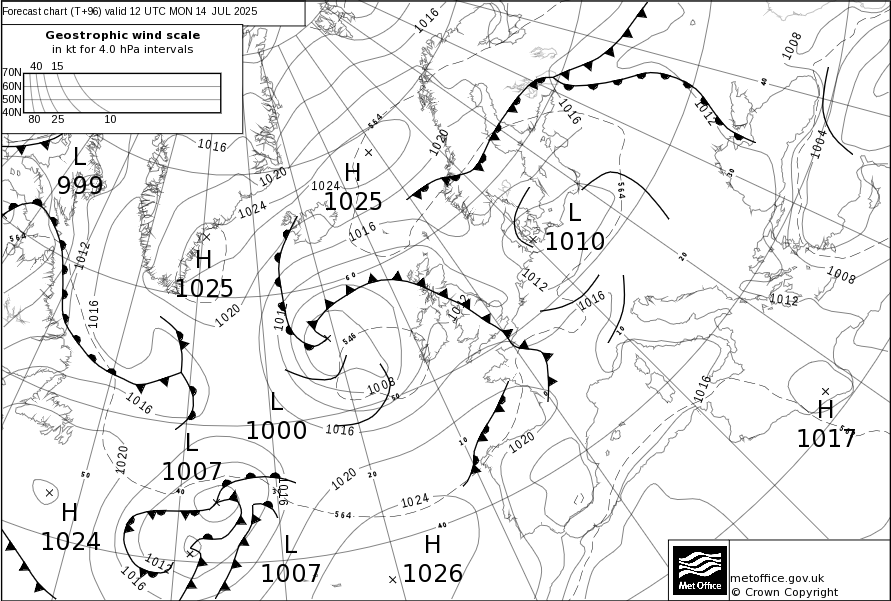 Forecast chart (T+96) valid 12 UTC MON 14 JUL 2025
Geostrophic wind scale
in kt for 4.0 hPa intervals
40 15
70N
60N
50N
40N
80 25 10
1016
1008
40
564
1016
1012
1020
1004
1016
L
999
1020
H
1025
1024
30
564
1024
L
1010
1016
564
1012
H
1025
20
1008
60
1012
1016
1012
1016
1012
1012
1020
10
546
1008
50
0
1016
1016
L
1000
1016
H
1017
564
10
1020
L
1007
1020
50
20
1020
40
30
1016
1024
564
H
1024
40
L
1007
H
1026
1012
1016
Met Office
metoffice.gov.uk
© Crown Copyright